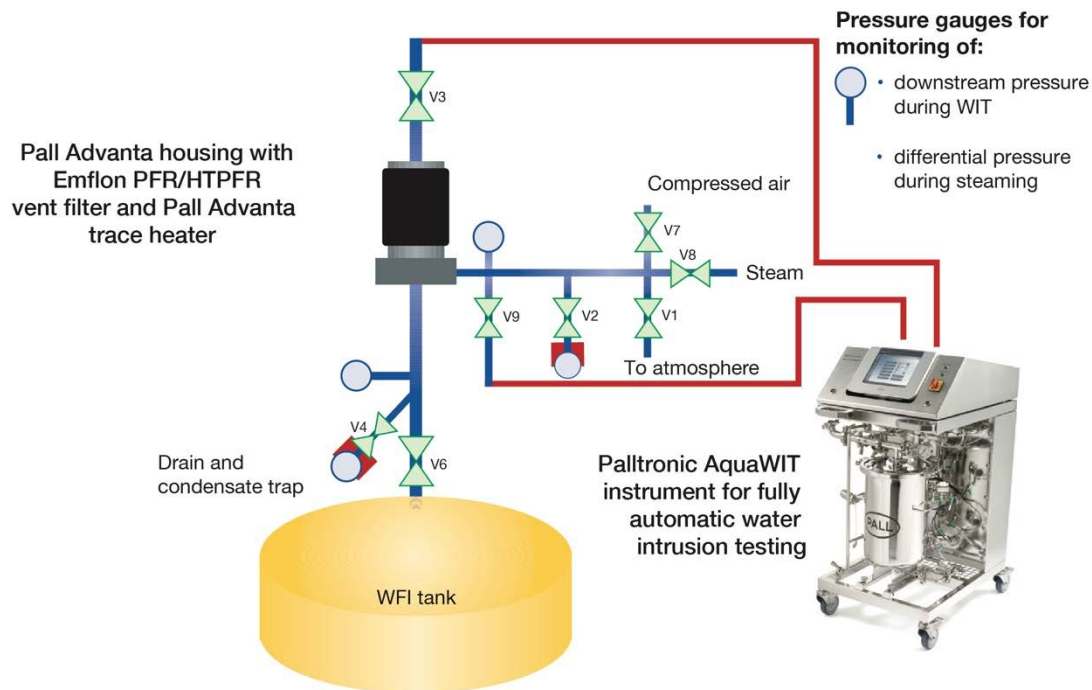 Pressure gauges for
monitoring of:
• downstream pressure
during WIT
• differential pressure
during steaming
V3
Pall Advanta housing with
Emflon PFR/HTPFR
vent filter and Pall Advanta
trace heater
Compressed air
V7
V8
Steam
V9
V2
V1
To atmosphere
V4
V6
Drain and
condensate trap
Palltronic AquaWIT
instrument for fully
automatic water
intrusion testing
PALL
WFI tank